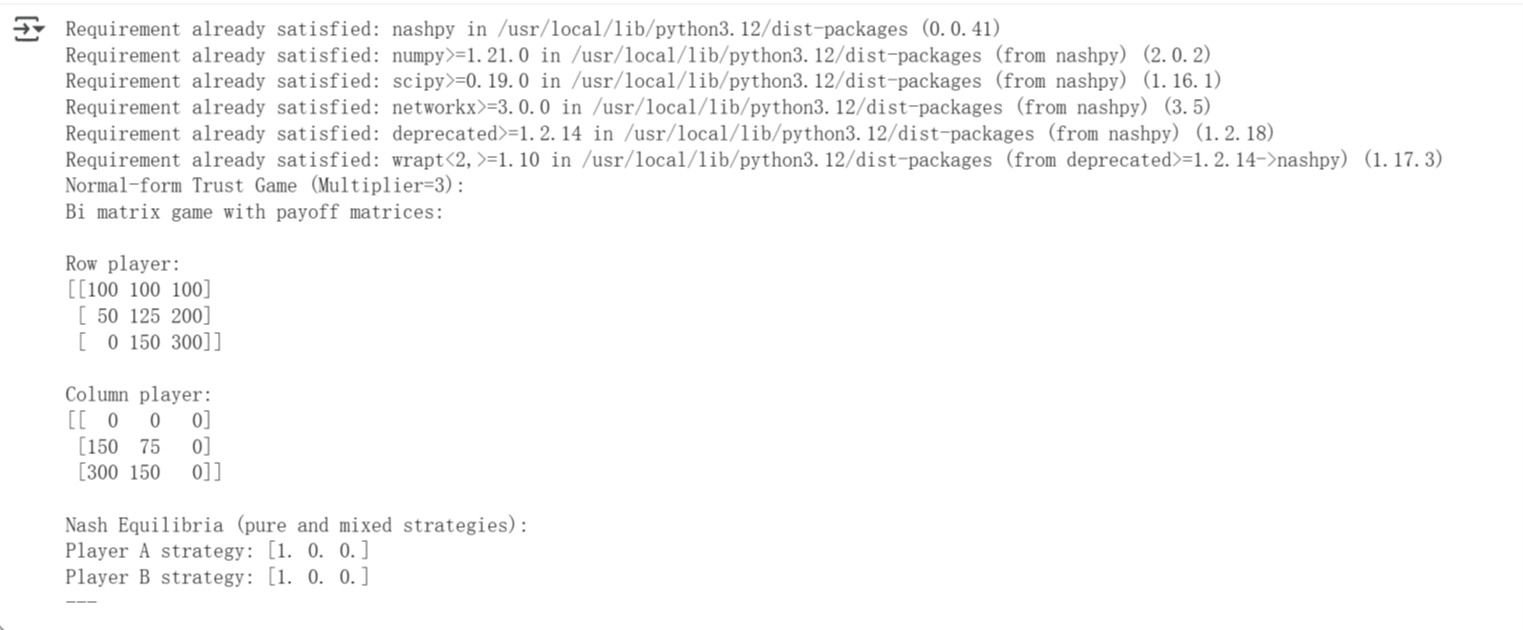 Requirement already satisfied: nashpy in /usr/local/lib/python3.12/dist-packages (0.0.41)
Requirement already satisfied: numpy>=1.21.0 in /usr/local/lib/python3.12/dist-packages (from nashpy) (2.0.2)
Requirement already satisfied: scipy>=0.19.0 in /usr/local/lib/python3.12/dist-packages (from nashpy) (1.16.1)
Requirement already satisfied: networkx>=3.0.0 in /usr/local/lib/python3.12/dist-packages (from nashpy) (3.5)
Requirement already satisfied: deprecated>=1.2.14 in /usr/local/lib/python3.12/dist-packages (from nashpy) (1.2.18)
Requirement already satisfied: wrapt<2,>=1.10 in /usr/local/lib/python3.12/dist-packages (from deprecated>=1.2.14->nashpy) (1.17.3)
Normal-form Trust Game (Multiplier=3):
Bi matrix game with payoff matrices:

Row player:
[[100 100 100]
 [ 50 125 200]
 [  0 150 300]]

Column player:
[[  0   0   0]
 [150  75   0]
 [300 150   0]]

Nash Equilibria (pure and mixed strategies):
Player A strategy: [1. 0. 0.]
Player B strategy: [1. 0. 0.]
---